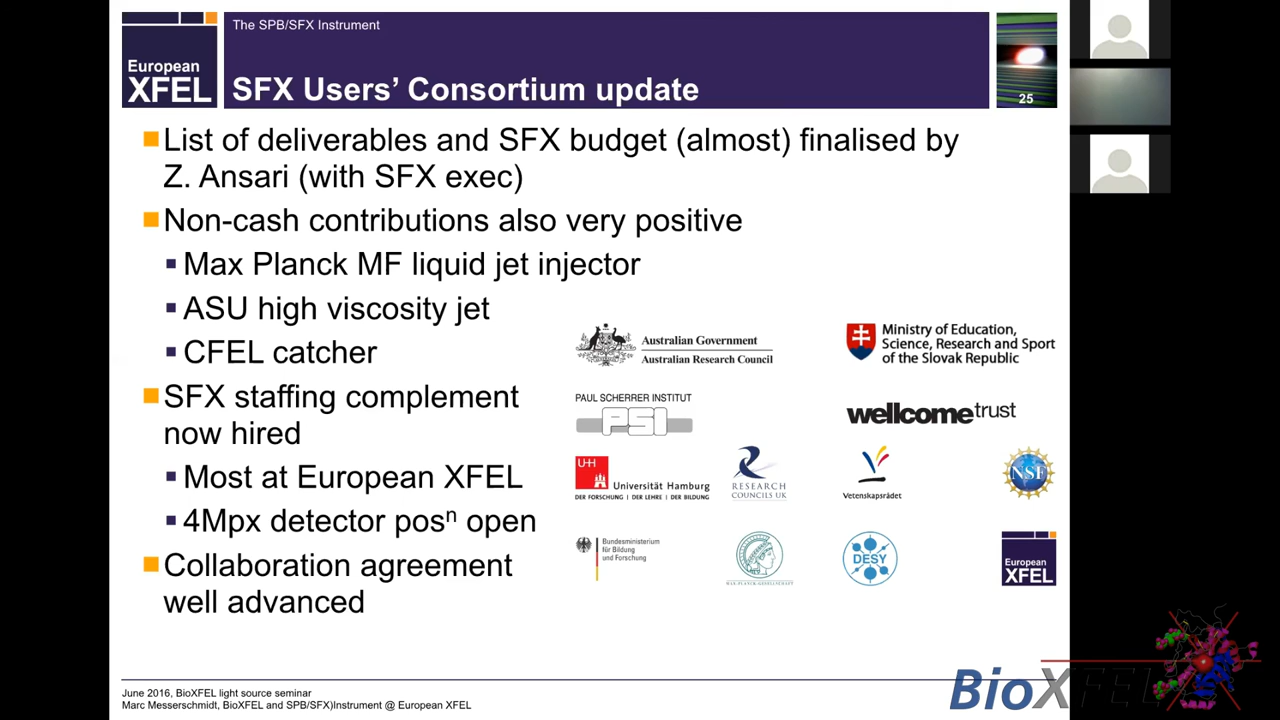 The SPB/SFX Instrument
European
XFEL
SFX Users’ Consortium update
25
List of deliverables and SFX budget (almost) finalised by
Z. Ansari (with SFX exec)
Non-cash contributions also very positive
Max Planck MF liquid jet injector
ASU high viscosity jet
CFEL catcher
SFX staffing complement
now hired
Most at European XFEL
4Mpx detector posⁿ open
Collaboration agreement
well advanced
Australian Government
Australian Research Council
Ministry of Education,
Science, Research and Sport
of the Slovak Republic
PAUL SCHERRER INSTITUT
PSI
wellcometrust
UHH
Universität Hamburg
DER FORSCHUNG | DER LEHRE | DER BILDUNG
RESEARCH
COUNCILS UK
Vetenskapsrådet
NSF
Bundesministerium
für Bildung
und Forschung
MAX-PLANCK-GESELLSCHAFT
DESY
European
XFEL
June 2016, BioXFEL light source seminar
Marc Messerschmidt, BioXFEL and SPB/SFX)Instrument @ European XFEL
BioXFEL